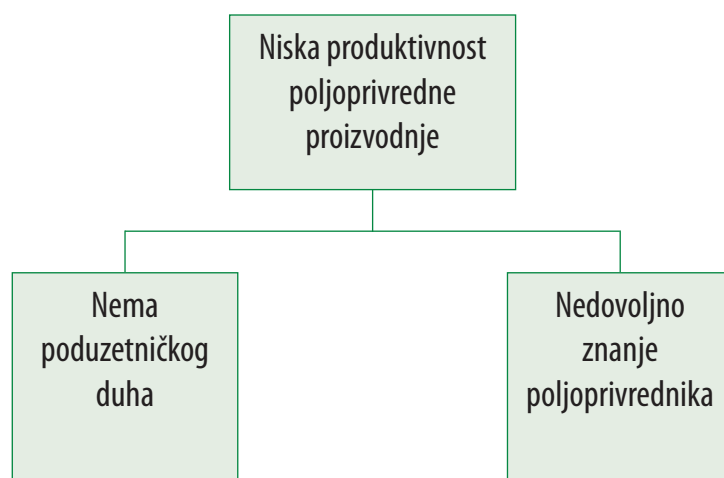 Niska produktivnost
poljoprivredne
proizvodnje
Nema
poduzetničkog
duha
Nedovoljno
znanje
poljoprivrednika